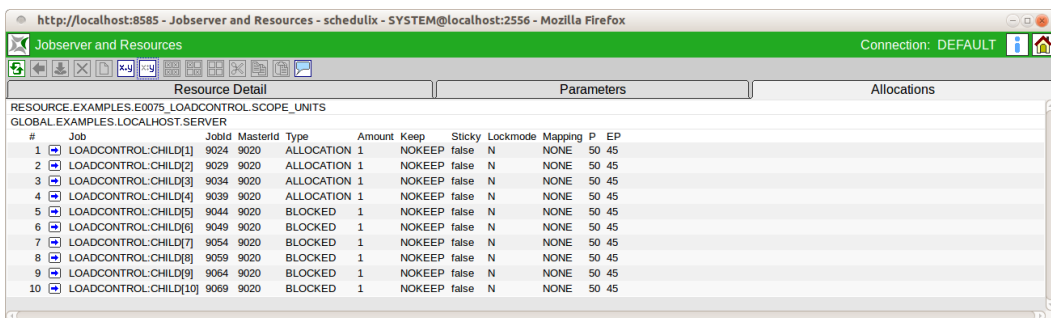 http://localhost:8585 - Jobserver and Resources - schedulix - SYSTEM@localhost:2556 - Mozilla Firefox
Jobserver and Resources Connection: DEFAULT
x.y x:y
Resource Detail Parameters Allocations
RESOURCE.EXAMPLES.E0075_LOADCONTROL.SCOPE_UNITS
GLOBAL.EXAMPLES.LOCALHOST.SERVER
# Job JobId MasterId Type Amount Keep Sticky Lockmode Mapping P EP
1 LOADCONTROL:CHILD[1] 9024 9020 ALLOCATION 1 NOKEEP false N NONE 50 45
2 LOADCONTROL:CHILD[2] 9029 9020 ALLOCATION 1 NOKEEP false N NONE 50 45
3 LOADCONTROL:CHILD[3] 9034 9020 ALLOCATION 1 NOKEEP false N NONE 50 45
4 LOADCONTROL:CHILD[4] 9039 9020 ALLOCATION 1 NOKEEP false N NONE 50 45
5 LOADCONTROL:CHILD[5] 9044 9020 BLOCKED 1 NOKEEP false N NONE 50 45
6 LOADCONTROL:CHILD[6] 9049 9020 BLOCKED 1 NOKEEP false N NONE 50 45
7 LOADCONTROL:CHILD[7] 9054 9020 BLOCKED 1 NOKEEP false N NONE 50 45
8 LOADCONTROL:CHILD[8] 9059 9020 BLOCKED 1 NOKEEP false N NONE 50 45
9 LOADCONTROL:CHILD[9] 9064 9020 BLOCKED 1 NOKEEP false N NONE 50 45
10 LOADCONTROL:CHILD[10] 9069 9020 BLOCKED 1 NOKEEP false N NONE 50 45